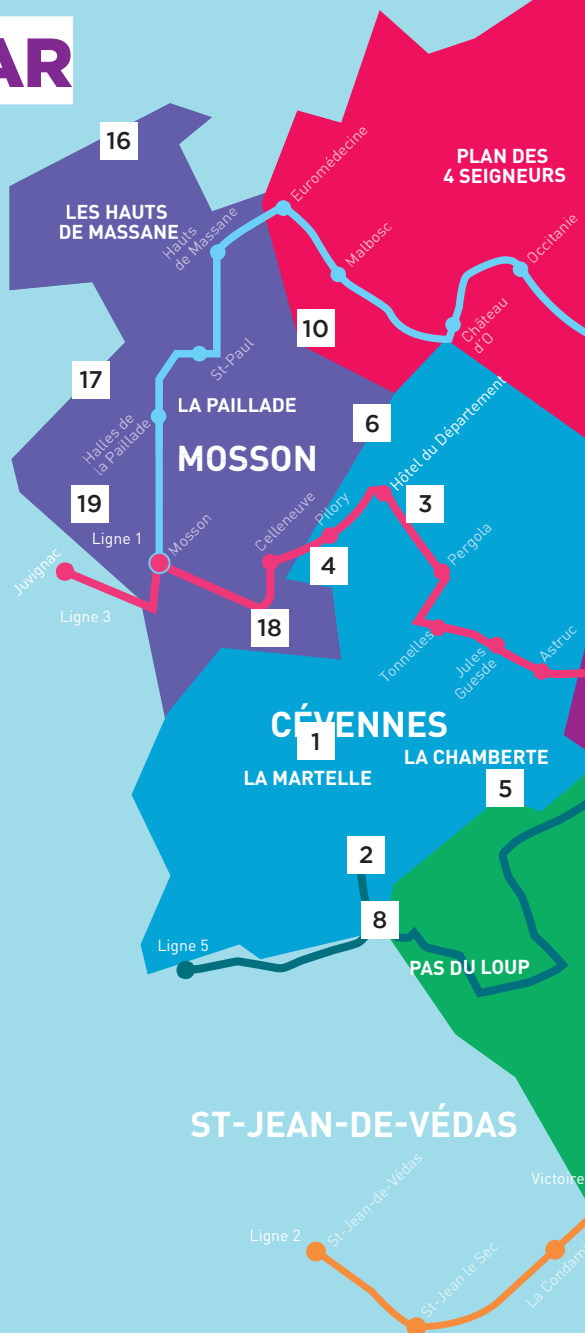 AR
16
Euromédecine
PLAN DES
4 SEIGNEURS
LES HAUTS
DE MASSANE
Hauts
de Massane
Malbosc
Occitanie
10
Château
d'O
St-Paul
17
LA PAILLADE
6
Hôtel du Département
Halles de
la Paillade
MOSSON
19
3
Ligne 1
Mosson
Celleneuve
Pilory
Pergola
Juvignac
4
Ligne 3
18
Tonnelles
Jules
Guesde
Astruc
CÉVENNES
1
LA CHAMBERTE
LA MARTELLE
5
2
8
Ligne 5
PAS DU LOUP
ST-JEAN-DE-VÉDAS
Victoire
St-Jean-de-Védas
Ligne 2
St-Jean le Sec
La Condam